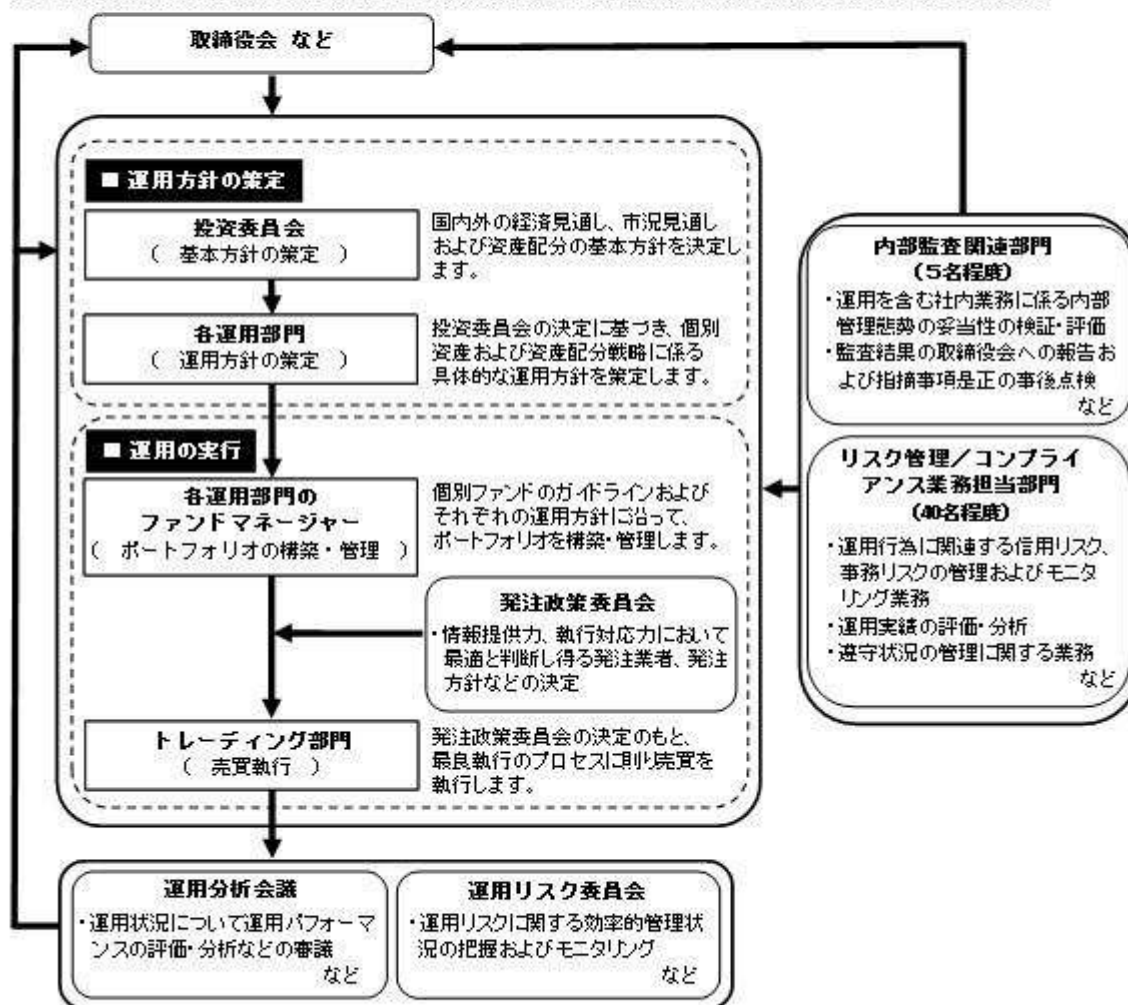 取締役会 など
■ 運用方針の策定
投資委員会
( 基本方針の策定 )
国内外の経済見通し、市況見通し
および資産配分の基本方針を決定し
ます。
各運用部門
( 運用方針の策定 )
投資委員会の決定に基づき、個別
資産および資産配分戦略に係る
具体的な運用方針を策定します。
■ 運用の実行
各運用部門の
ファンドマネージャー
( ポートフォリオの構築・管理 )
個別ファンドのガイドラインおよび
それぞれの運用方針に沿って、
ポートフォリオを構築・管理します。
発注政策委員会
・情報提供力、執行対応力において
最適と判断し得る発注業者、発注
方針などの決定
トレーディング部門
( 売買執行 )
発注政策委員会の決定のもと、
最良執行のプロセスに則り売買を
執行します。
内部監査関連部門
(5名程度)
・運用を含む社内業務に係る内部
管理態勢の妥当性の検証・評価
・監査結果の取締役会への報告お
よび指摘事項是正の事後点検
など
リスク管理／コンプライ
アンス業務担当部門
(40名程度)
・運用行為に関連する信用リスク、
事務リスクの管理およびモニタ
リング業務
・運用実績の評価・分析
・遵守状況の管理に関する業務
など
運用分析会議
・運用状況について運用パフォーマ
ンスの評価・分析などの審議
など
運用リスク委員会
・運用リスクに関する効率的管理状
況の把握およびモニタリング
など